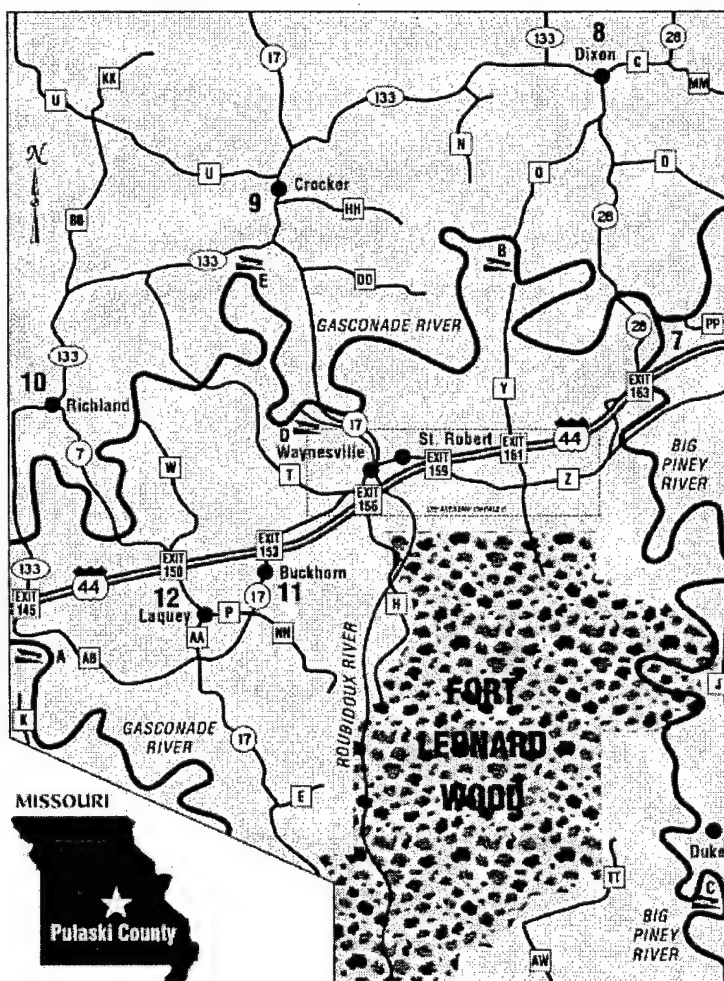 17
133
8
Dixon
28
C
MM
KK
U
133
N
N
U
Crocker
9
HH
O
D
28
BB
133
E
DD
B
GASCONADE RIVER
PP
28
7
133
10
Richland
EXIT 163
Y
7
W
17
D
Waynesville
St. Robert
EXIT 161
44
T
EXIT 159
BIG PINEY RIVER
Z
EXIT 156
EXIT 153
133
44
EXIT 150
Buckhorn
EXIT 145
12
11
17
H
Laquey
P
AA
NN
A
AB
J
K
FORT
GASCONADE RIVER
17
ROUBIDOUX RIVER
LEONARD
WOOD
E
MISSOURI
Duke
TT
C
Pulaski County
BIG PINEY RIVER
AW